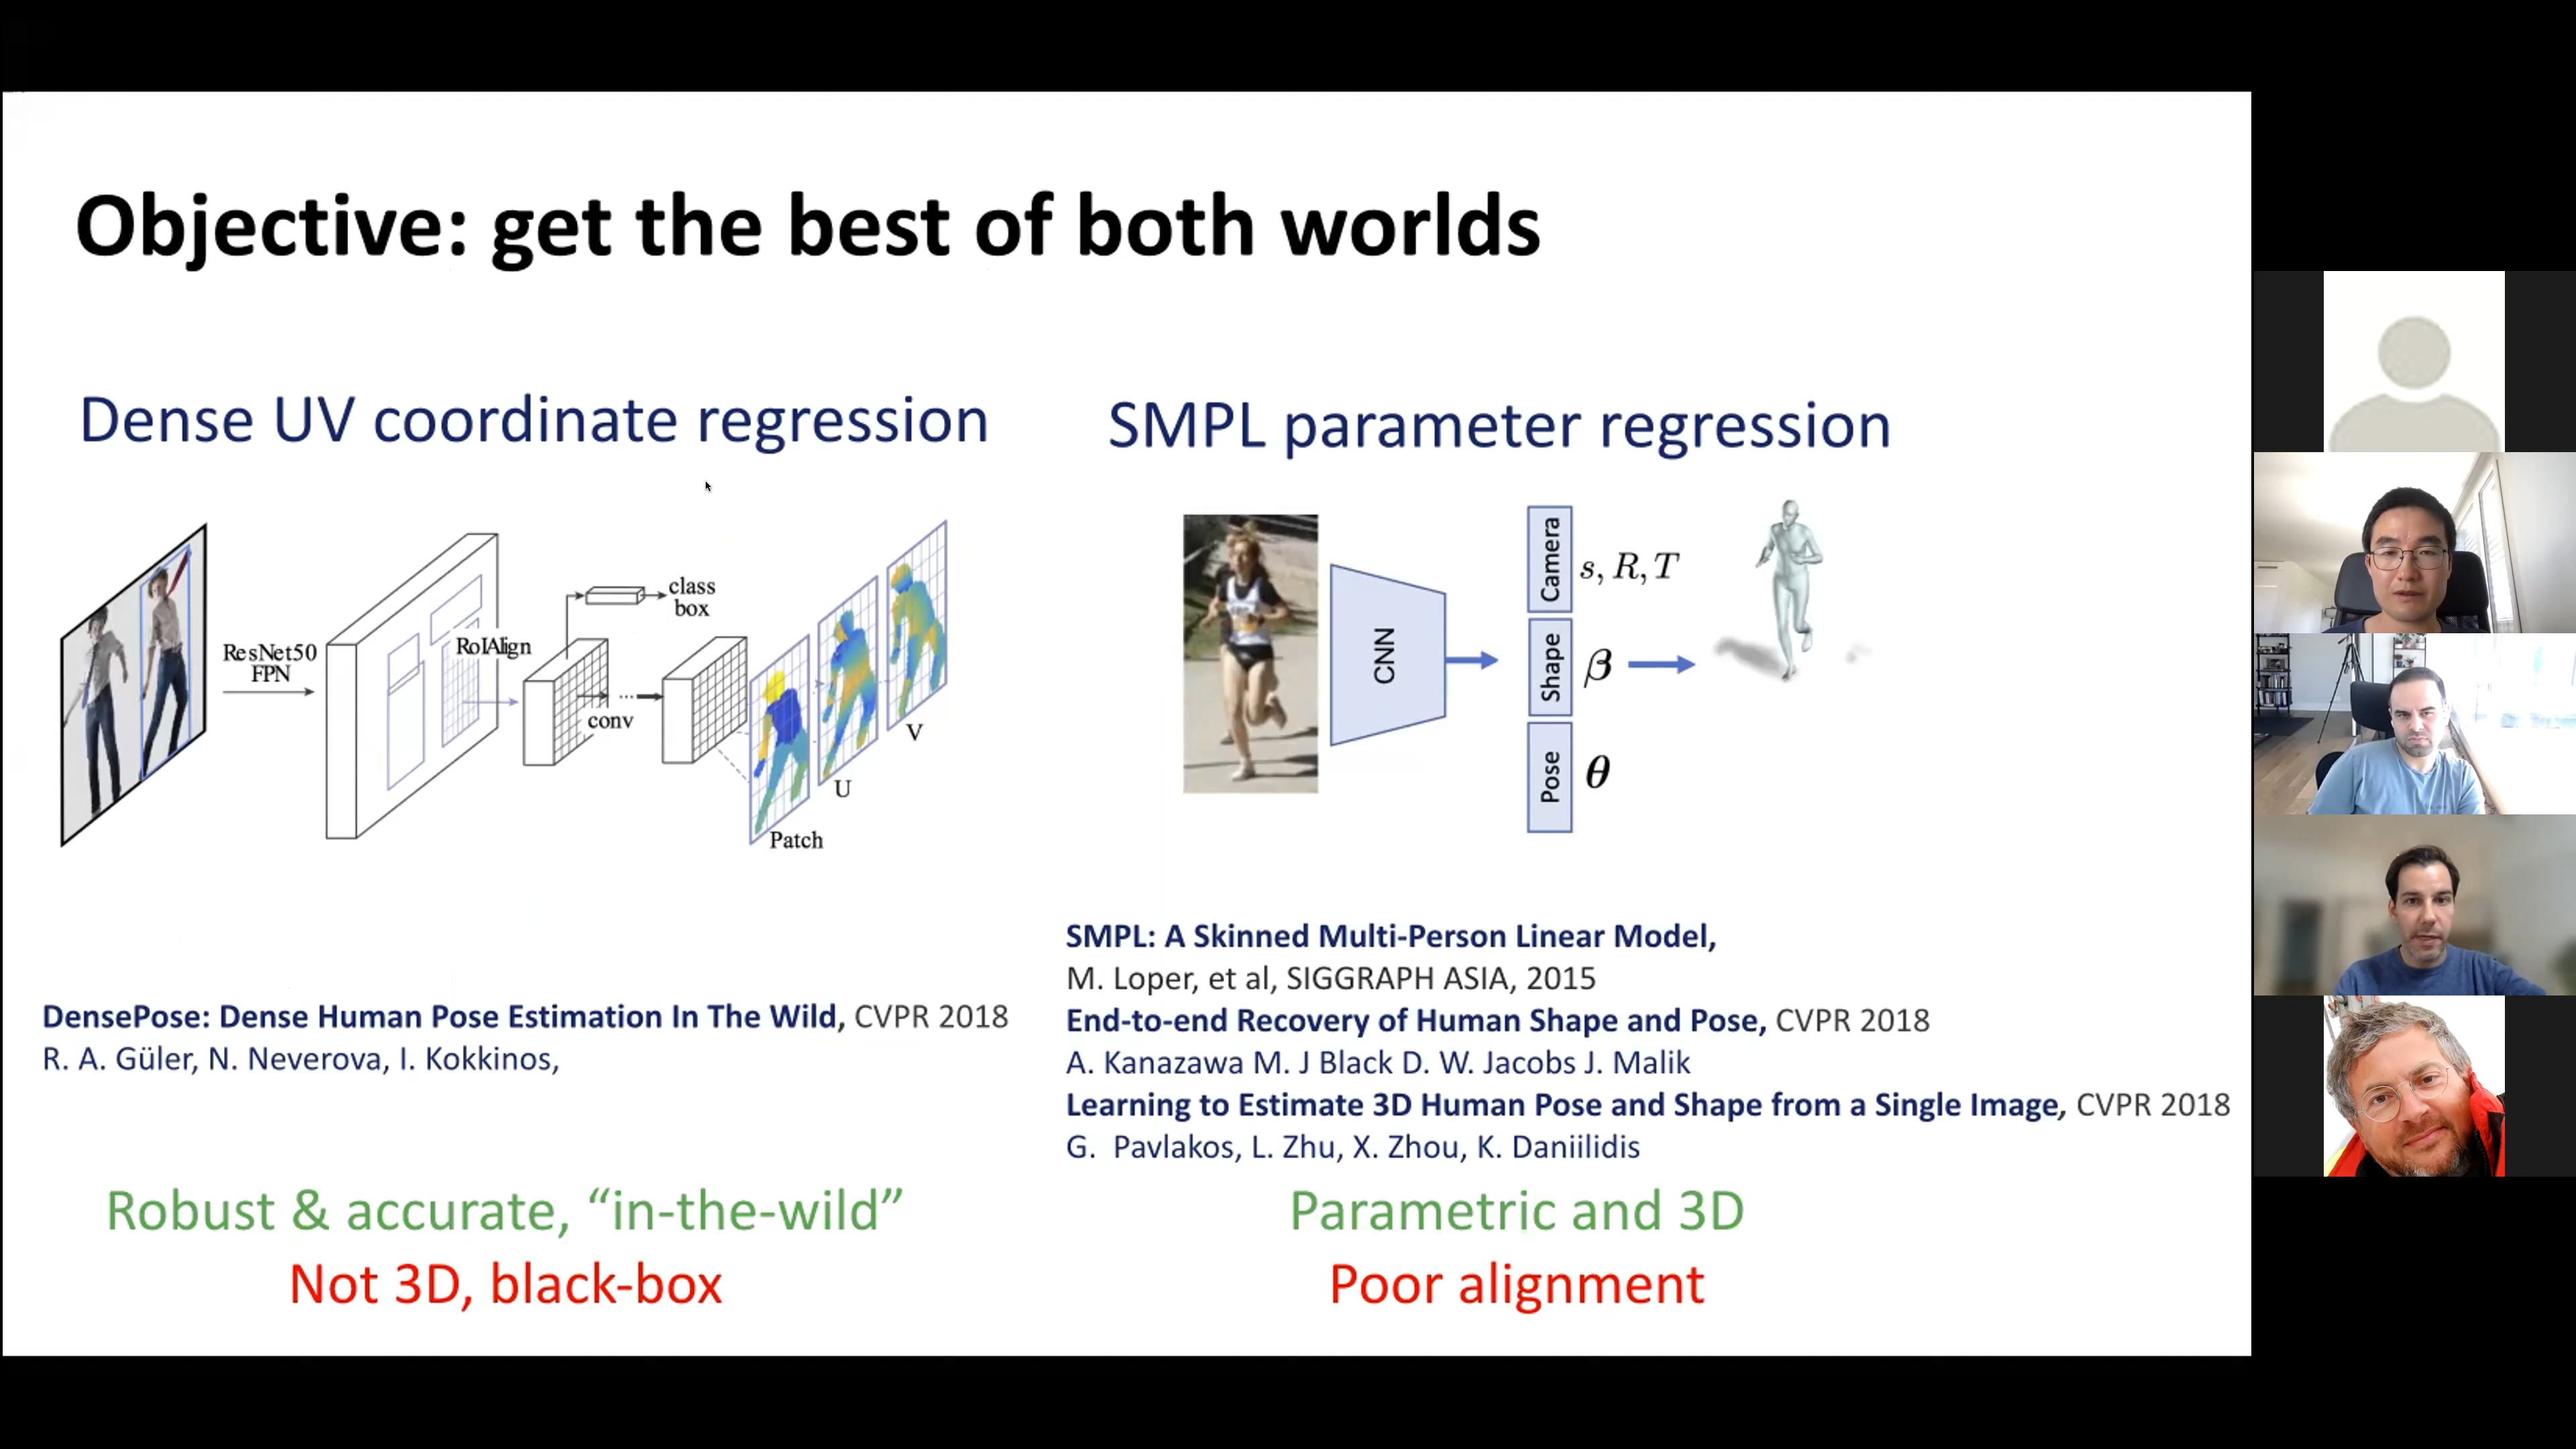 Objective: get the best of both worlds
Dense UV coordinate regression
ResNet50
FPN
RoIAlign
class
box
conv
...
Patch
U
V
DensePose: Dense Human Pose Estimation In The Wild, CVPR 2018
R. A. Güler, N. Neverova, I. Kokkinos,
Robust & accurate, “in-the-wild”
Not 3D, black-box
SMPL parameter regression
CNN
Camera
s, R, T
Shape
β
Pose
θ
SMPL: A Skinned Multi-Person Linear Model,
M. Loper, et al, SIGGRAPH ASIA, 2015
End-to-end Recovery of Human Shape and Pose, CVPR 2018
A. Kanazawa M. J Black D. W. Jacobs J. Malik
Learning to Estimate 3D Human Pose and Shape from a Single Image, CVPR 2018
G. Pavlakos, L. Zhu, X. Zhou, K. Daniilidis
Parametric and 3D
Poor alignment